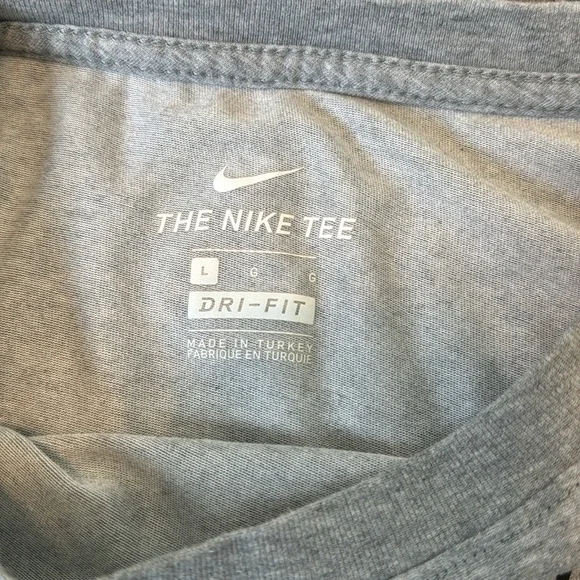 THE NIKE TEE
L G G
DRI-FIT
MADE IN TURKEY
FABRIQUE EN TURQUIE